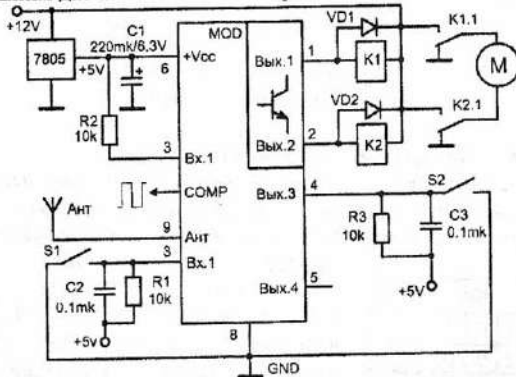 +12V
7805
+5V
C1
220mk/6,3V
+Vcc
6
MOD
Вых.1
1
VD1
K1
K1.1
M
VD2
Вых.2
2
K2
K2.1
R2
10k
3
Вх.1
COMP
Ант
9
Ант
S1
3
Вх.1
C2
0.1mk
R1
10k
+5v
Вых.3
4
S2
R3
10k
C3
0.1mk
+5V
Вых.4
5
8
GND